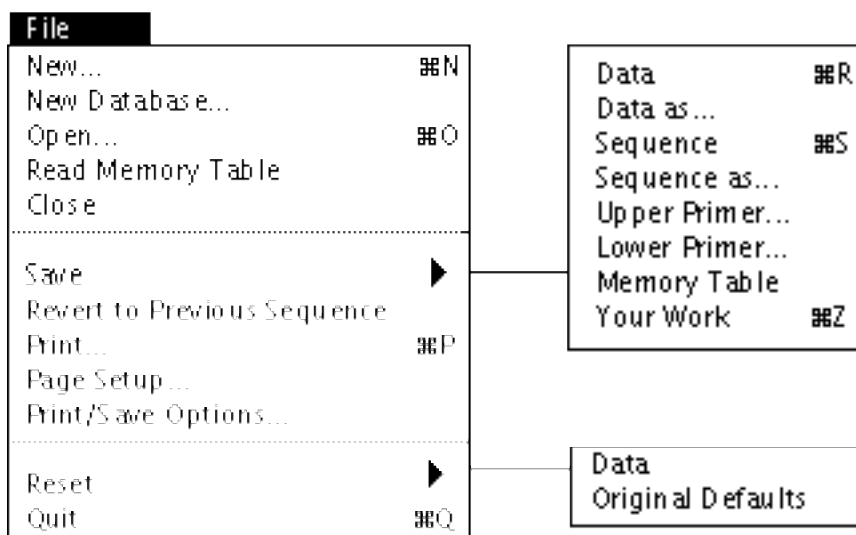 File
New... ⌘N
New Database...
Open... ⌘O
Read Memory Table
Close
Save ▶
Revert to Previous Sequence
Print... ⌘P
Page Setup...
Print/Save Options...
Reset ▶
Quit ⌘Q
Data ⌘R
Data as...
Sequence ⌘S
Sequence as...
Upper Primer...
Lower Primer...
Memory Table
Your Work ⌘Z
Data
Original Defaults